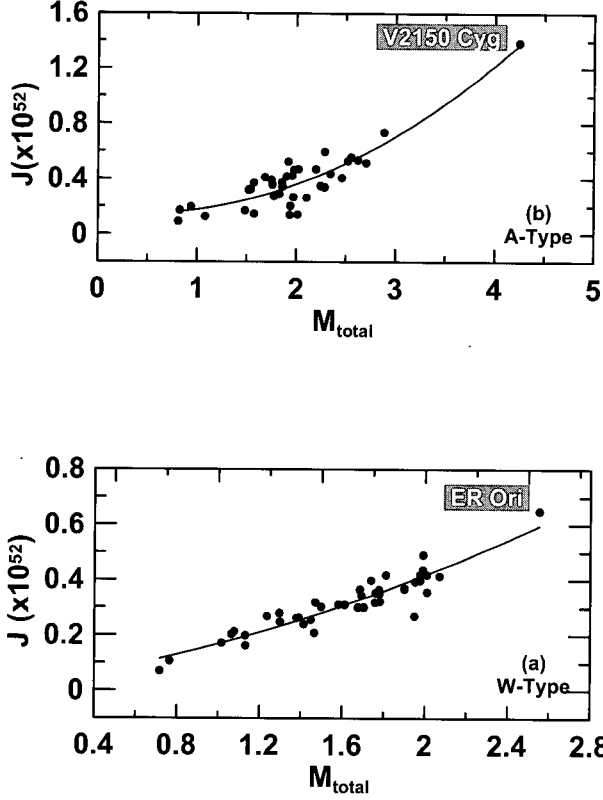 V2150 Cyg
1.6
1.2
0.8
0.4
0
J(x10⁵²)
(b)
A-Type
0 1 2 3 4 5
M_total
ER Ori
0.8
0.6
0.4
0.2
0
J (x10⁵²)
(a)
W-Type
0.4 0.8 1.2 1.6 2 2.4 2.8
M_total